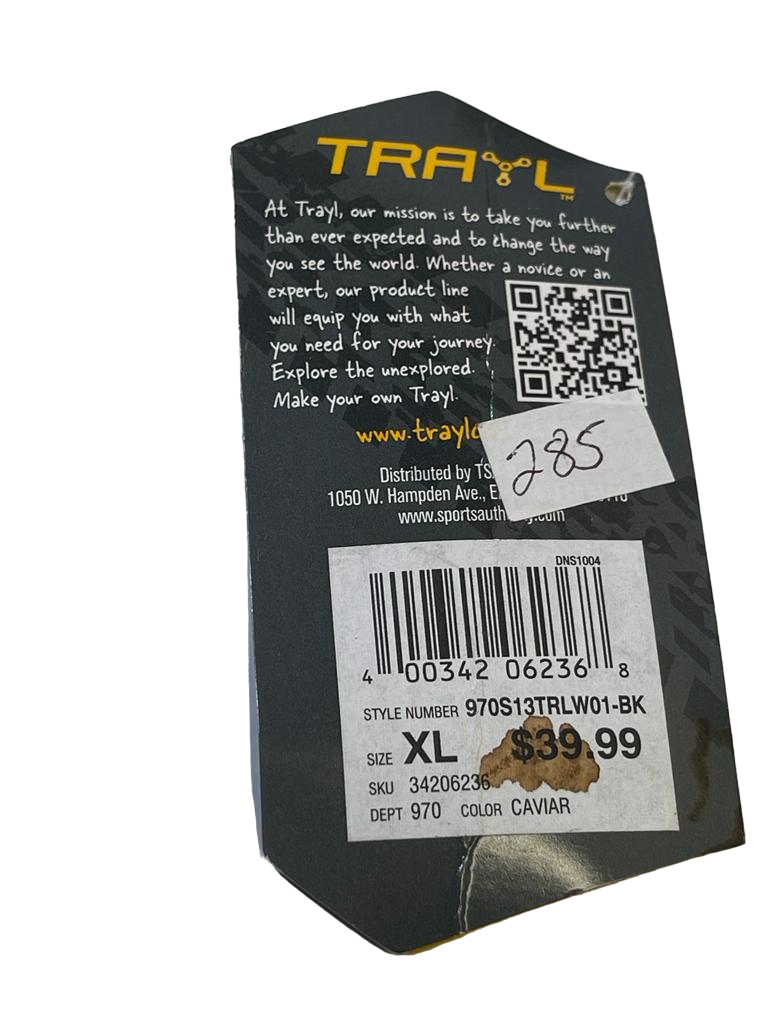 TRAYL™
At Trayl, our mission is to take you further
than ever expected and to change the way
you see the world. Whether a novice or an
expert, our product line
will equip you with what
you need for your journey.
Explore the unexplored.
Make your own Trayl.
285
Distributed by
1050 W. Hampden Ave.,
DNS1004
4 00342 06236 8
STYLE NUMBER 970S13TRLW01-BK
SIZE XL $39.99
SKU 34206236
DEPT 970 COLOR CAVIAR